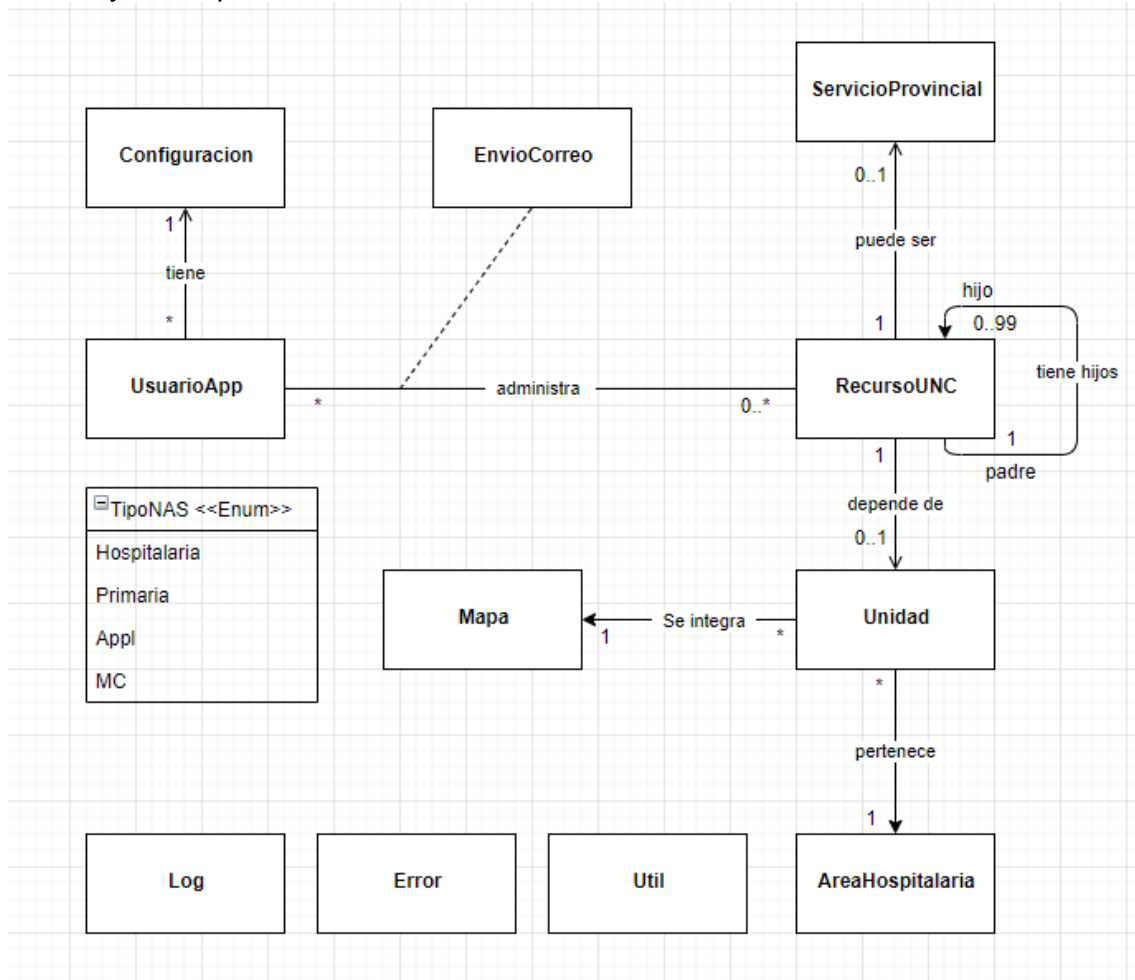 ServicioProvincial
Configuracion
EnvioCorreo
0..1
1
puede ser
tiene
hijo
*
1
0..99
UsuarioApp
administra
RecursoUNC
tiene hijos
*
0..*
1
1
padre
TipoNAS <<Enum>>
depende de
Hospitalaria
0..1
Primaria
Mapa
Se integra
Unidad
1
*
Appl
MC
*
pertenece
1
Log
Error
Util
AreaHospitalaria